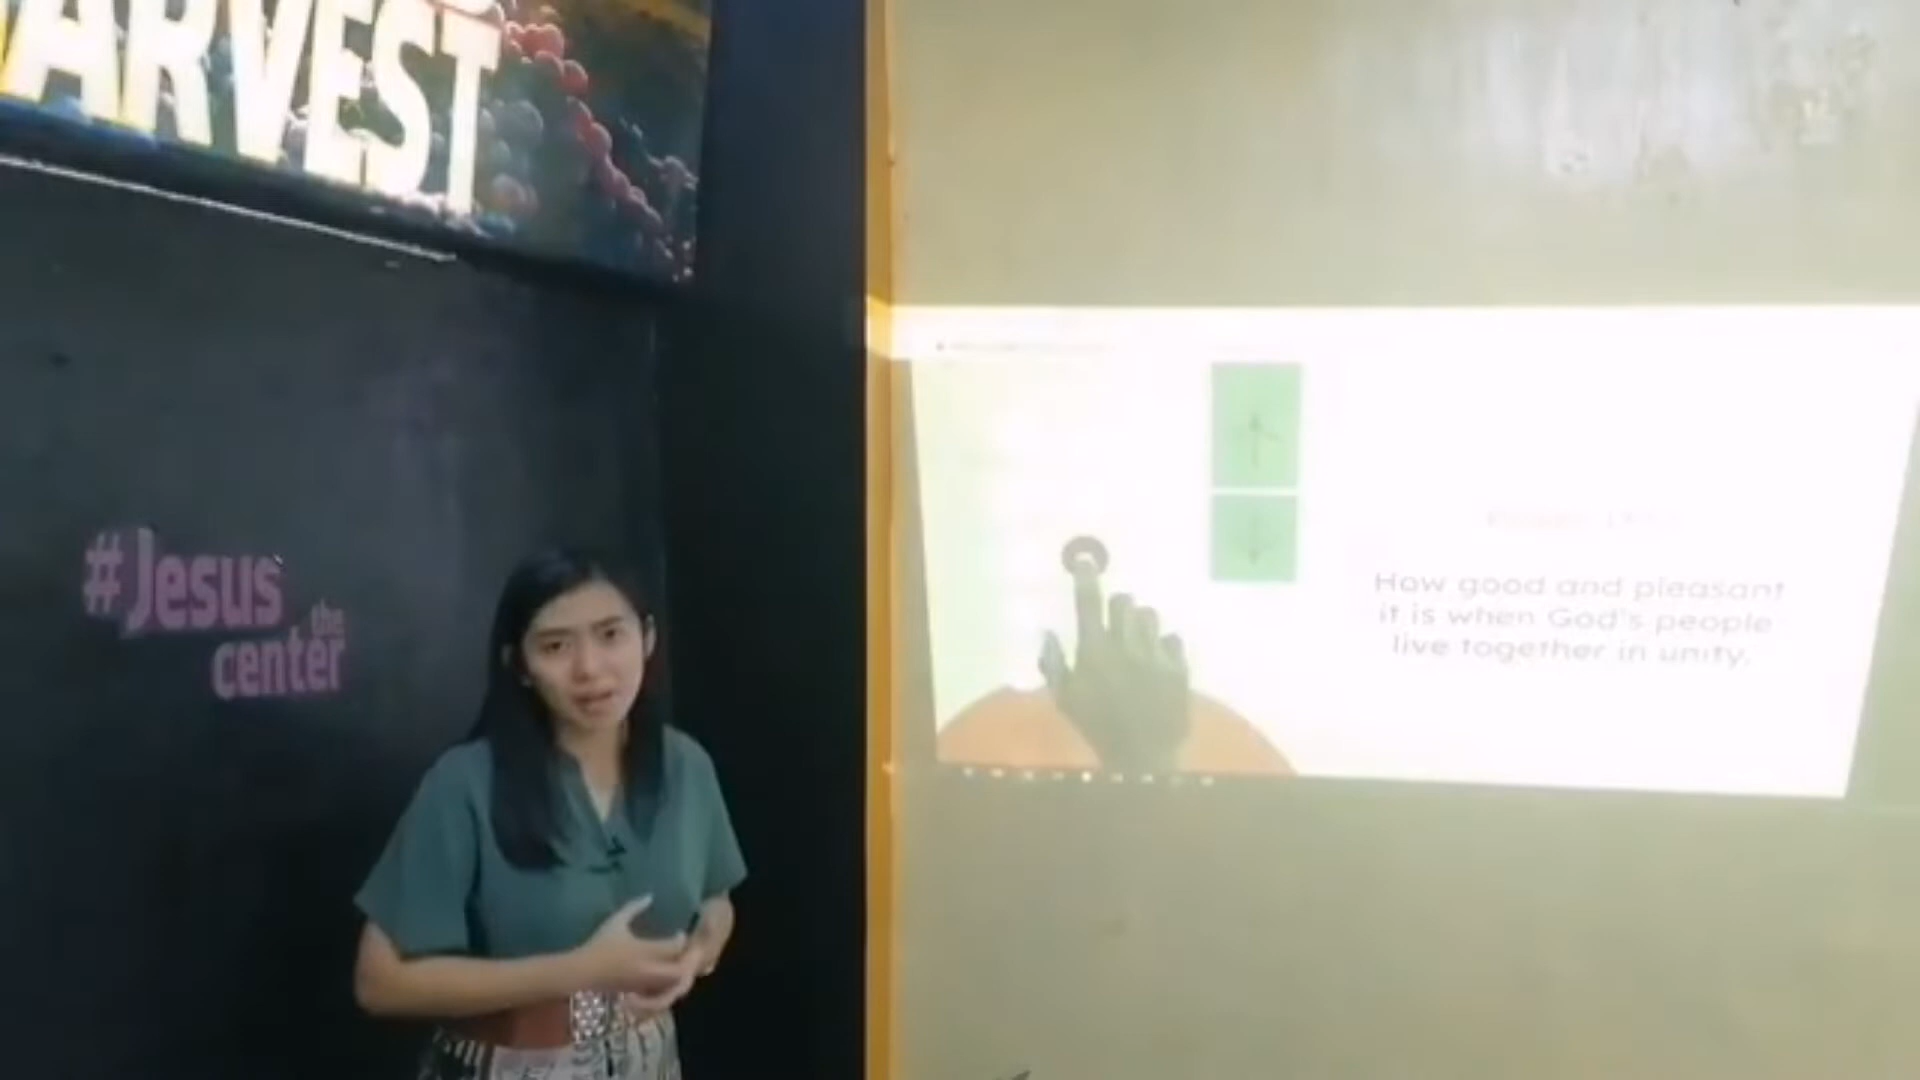 ARVEST
#Jesus
the
center
How good and pleasant
it is when God's people
live together in unity.